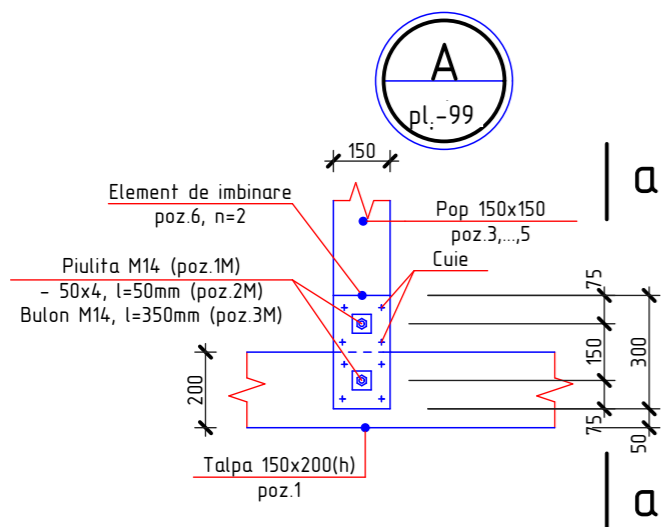 A
pl.-99
150
a
Element de imbinare
poz.6, n=2
Pop 150x150
poz.3,...,5
Piulita M14 (poz.1M)
- 50x4, l=50mm (poz.2M)
Bulon M14, l=350mm (poz.3M)
Cuie
75
150
300
200
75
50
Talpa 150x200(h)
poz.1
a